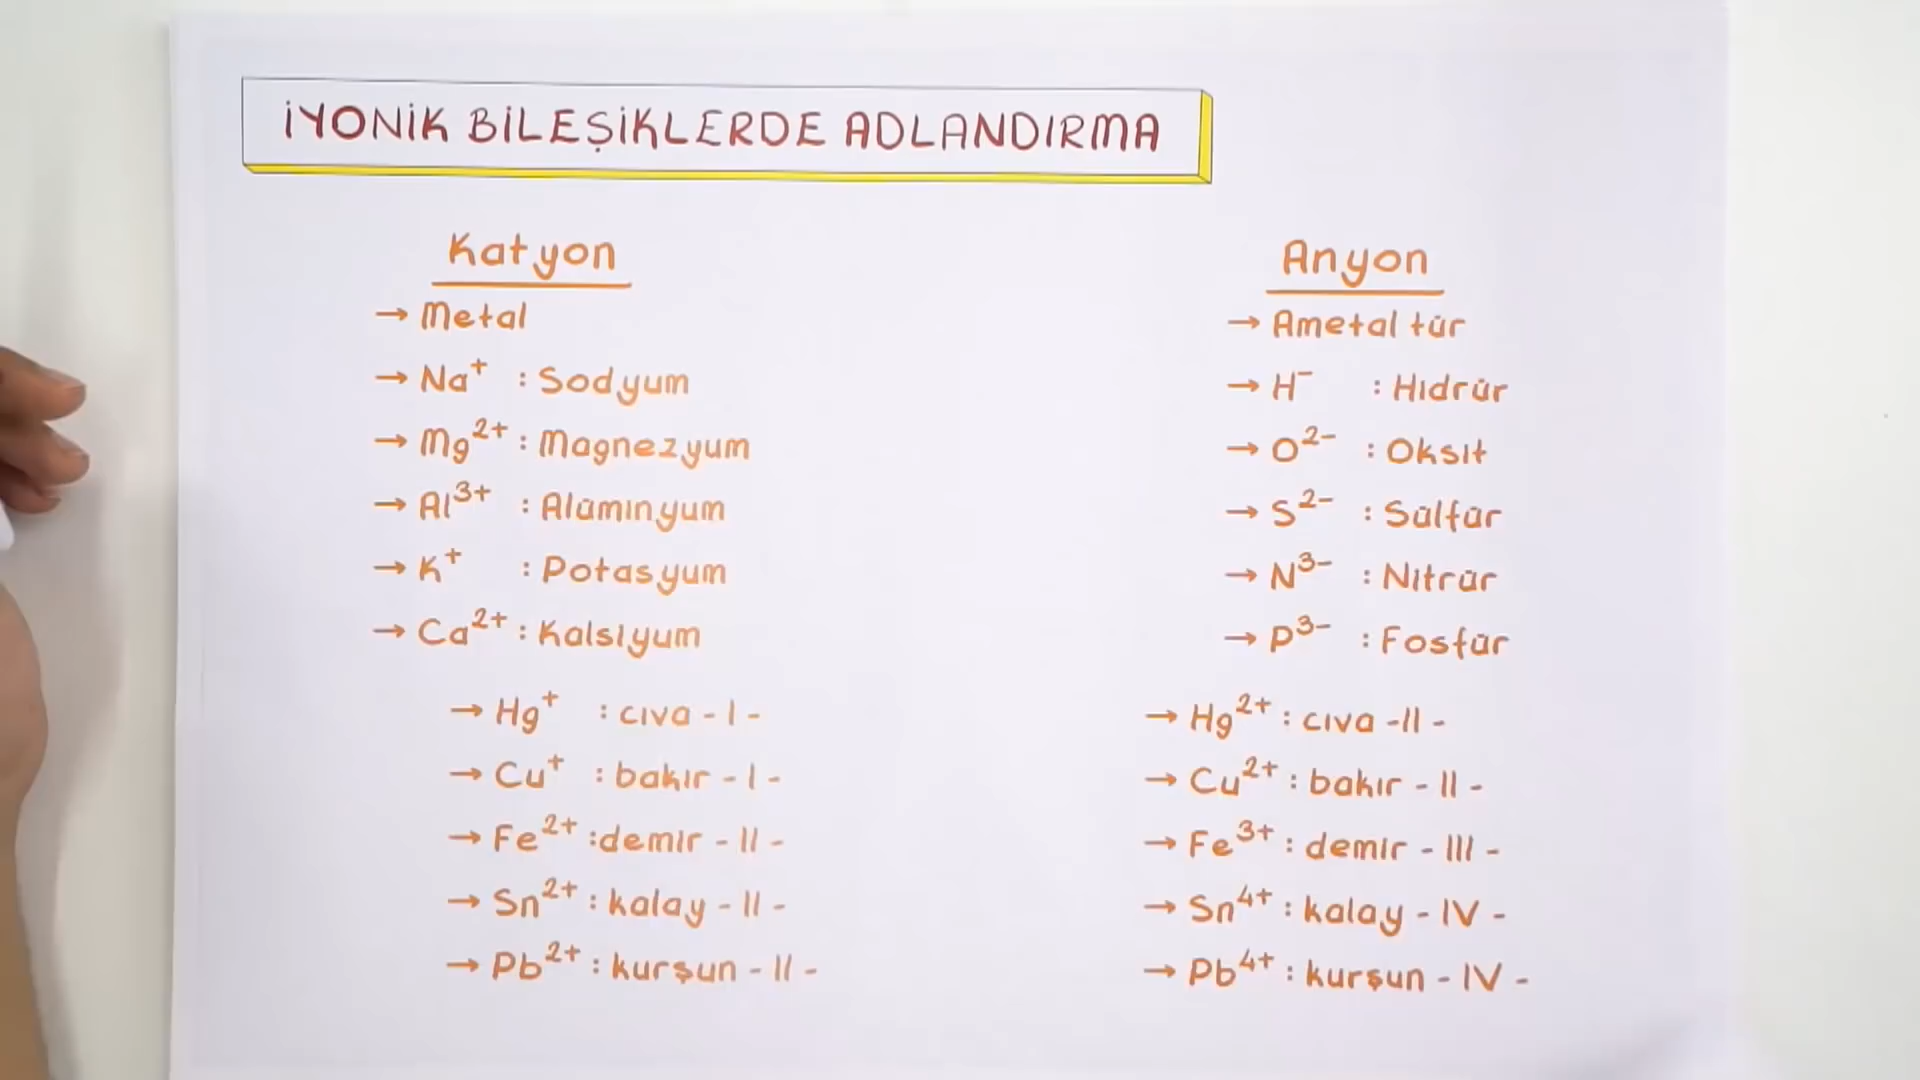 İYONİK BİLEŞİKLERDE ADLANDIRMA
Katyon
→ Metal
→ Na⁺ : Sodyum
→ Mg²⁺ : Magnezyum
→ Al³⁺ : Alüminyum
→ K⁺ : Potasyum
→ Ca²⁺ : Kalsiyum
Anyon
→ Ametal tür
→ H⁻ : Hidrür
→ O²⁻ : Oksit
→ S²⁻ : Sülfür
→ N³⁻ : Nitrür
→ P³⁻ : Fosfür
→ Hg⁺ : cıva - I -
→ Cu⁺ : bakır - I -
→ Fe²⁺ : demir - II -
→ Sn²⁺ : kalay - II -
→ Pb²⁺ : kurşun - II -
→ Hg²⁺ : cıva - II -
→ Cu²⁺ : bakır - II -
→ Fe³⁺ : demir - III -
→ Sn⁴⁺ : kalay - IV -
→ Pb⁴⁺ : kurşun - IV -